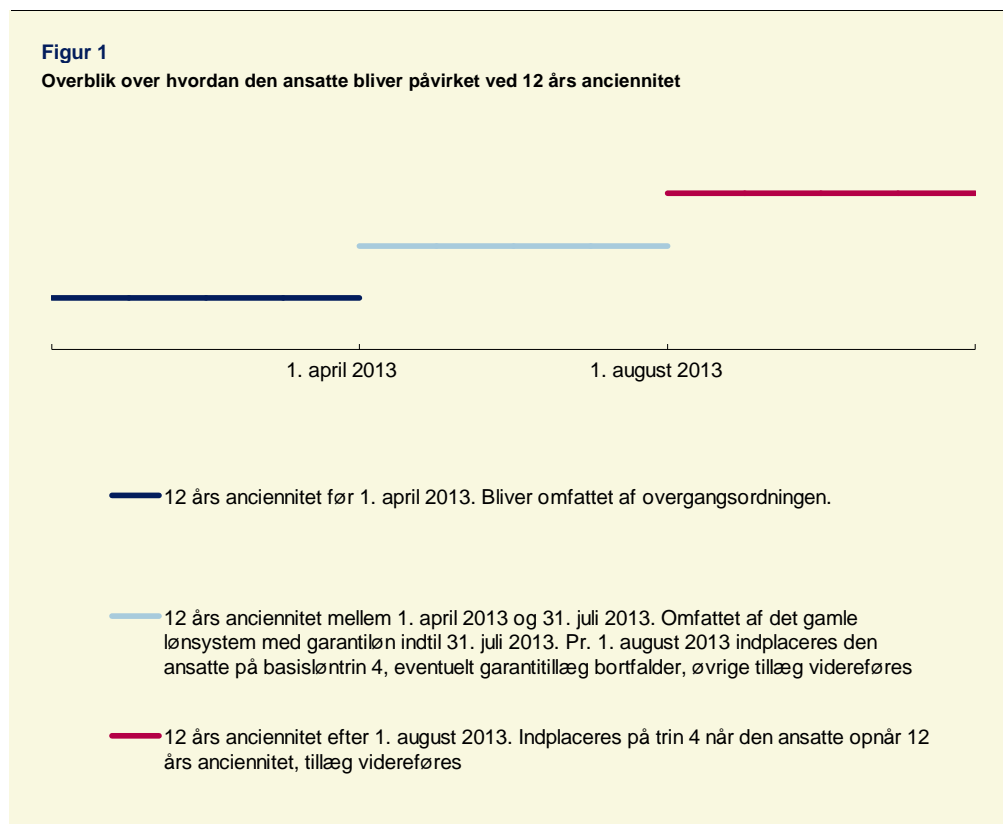 Figur 1
Overblik over hvordan den ansatte bliver påvirket ved 12 års anciennitet
1. april 2013
1. august 2013
12 års anciennitet før 1. april 2013. Bliver omfattet af overgangsordningen.
12 års anciennitet mellem 1. april 2013 og 31. juli 2013. Omfattet af det gamle
lønsystem med garantiløn indtil 31. juli 2013. Pr. 1. august 2013 indplaceres den
ansatte på basisløntrin 4, eventuelt garantitillæg bortfalder, øvrige tillæg videreføres
12 års anciennitet efter 1. august 2013. Indplaceres på trin 4 når den ansatte opnår 12
års anciennitet, tillæg videreføres